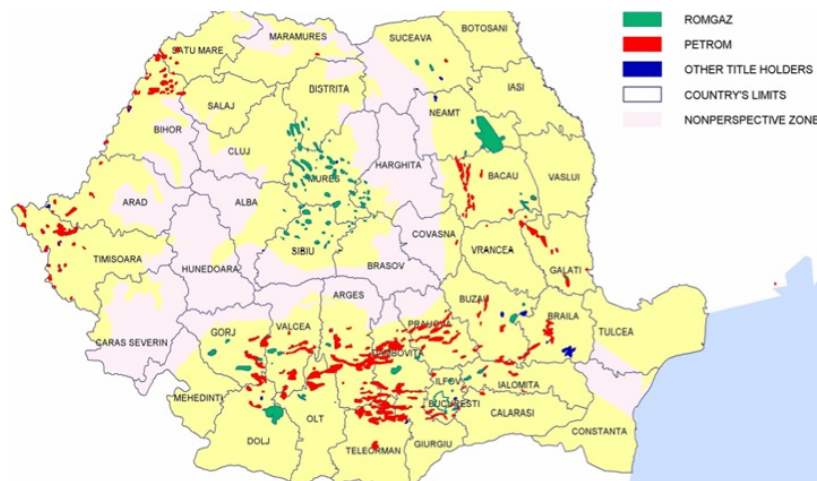 ROMGAZ
PETROM
OTHER TITLE HOLDERS
COUNTRY'S LIMITS
NONPERSPECTIVE ZONE
MARAMURES
SUCEAVA
BOTOSANI
SATU MARE
BISTRITA
IASI
SALAJ
NEAMT
BIHOR
CLUJ
HARGHITA
MURES
BACAU
VASLUI
ARAD
ALBA
COVASNA
SIBIU
VRANCEA
TIMISOARA
HUNEDOARA
BRASOV
GALATI
ARGES
BUZAU
PRAHOVA
BRAILA
TULCEA
GORJ
VALCEA
CARAS SEVERIN
DAMBOVITA
ILFOV
IALOMITA
MEHEDINTI
BUCURESTI
OLT
CALARASI
DOLJ
CONSTANTA
TELEORMAN
GIURGIU